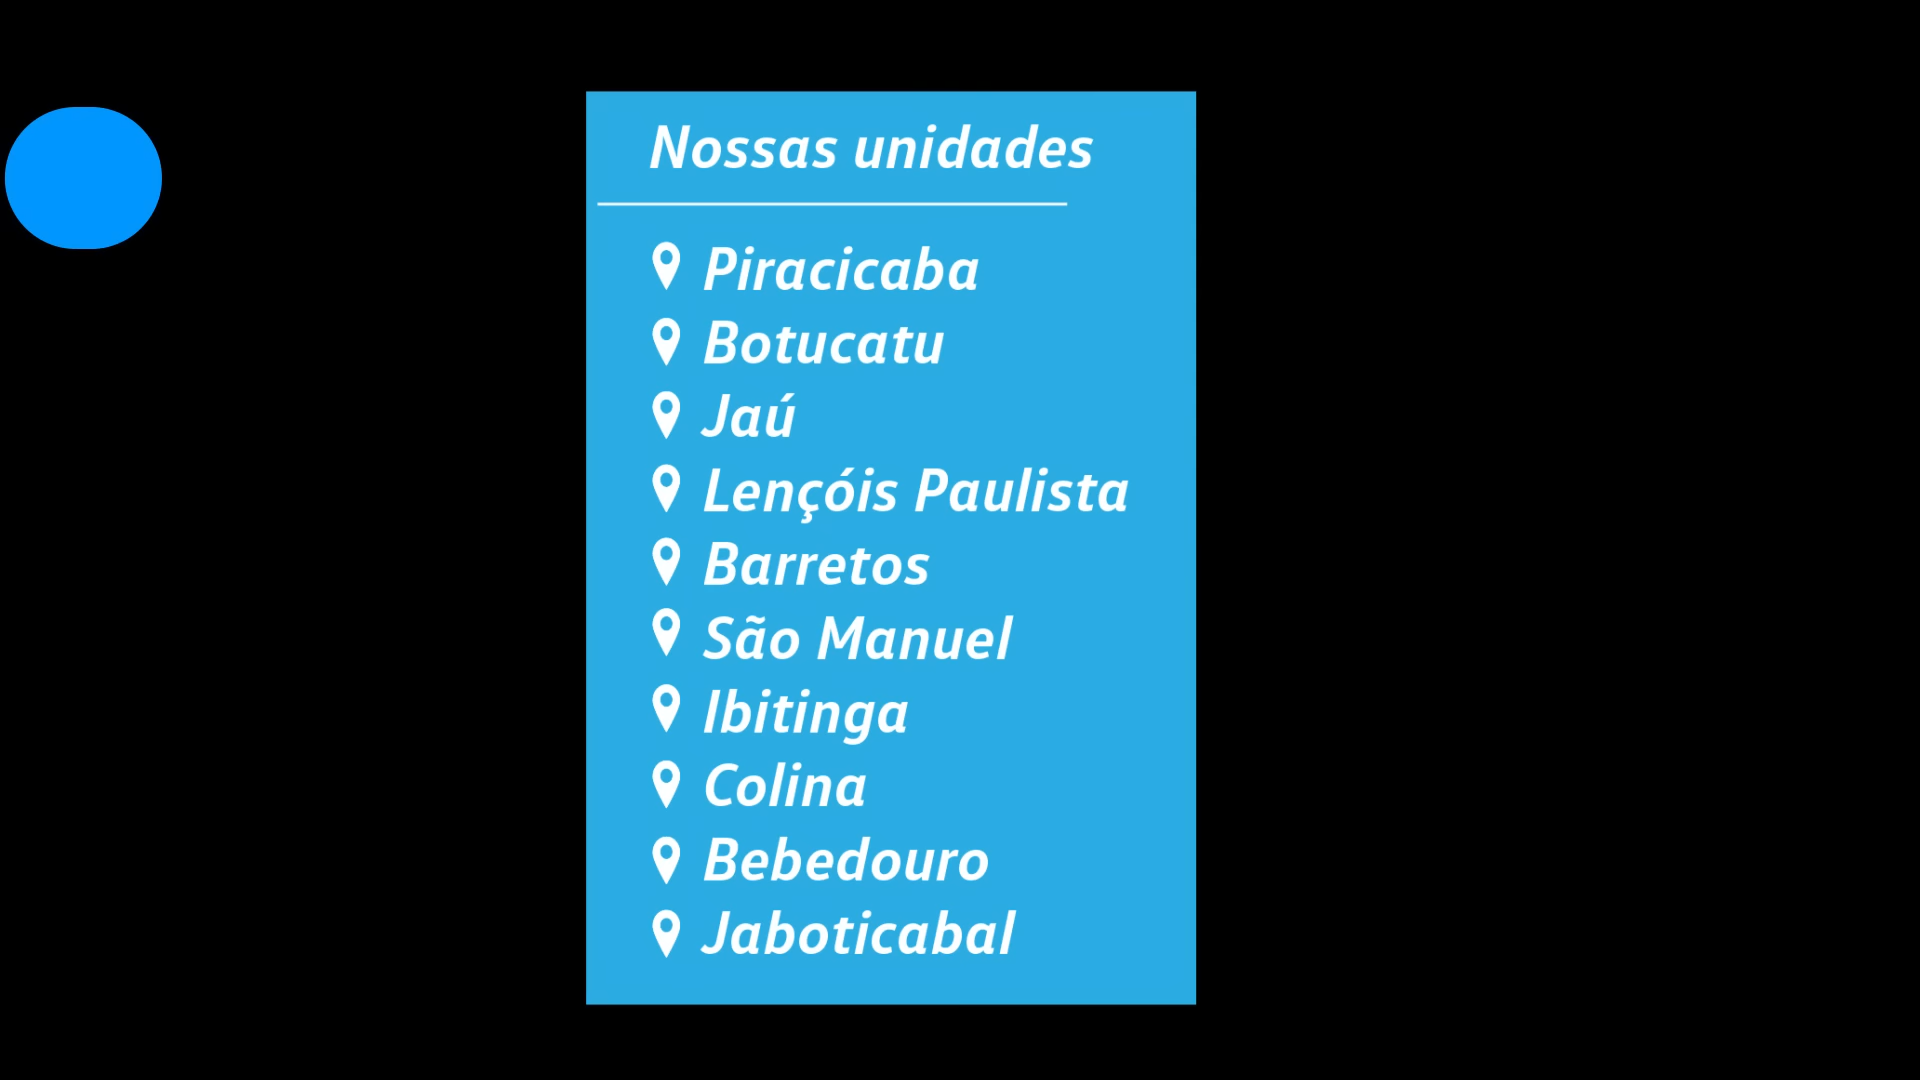 Nossas unidades
Piracicaba
Botucatu
Jaú
Lençóis Paulista
Barretos
São Manuel
Ibitinga
Colina
Bebedouro
Jaboticabal